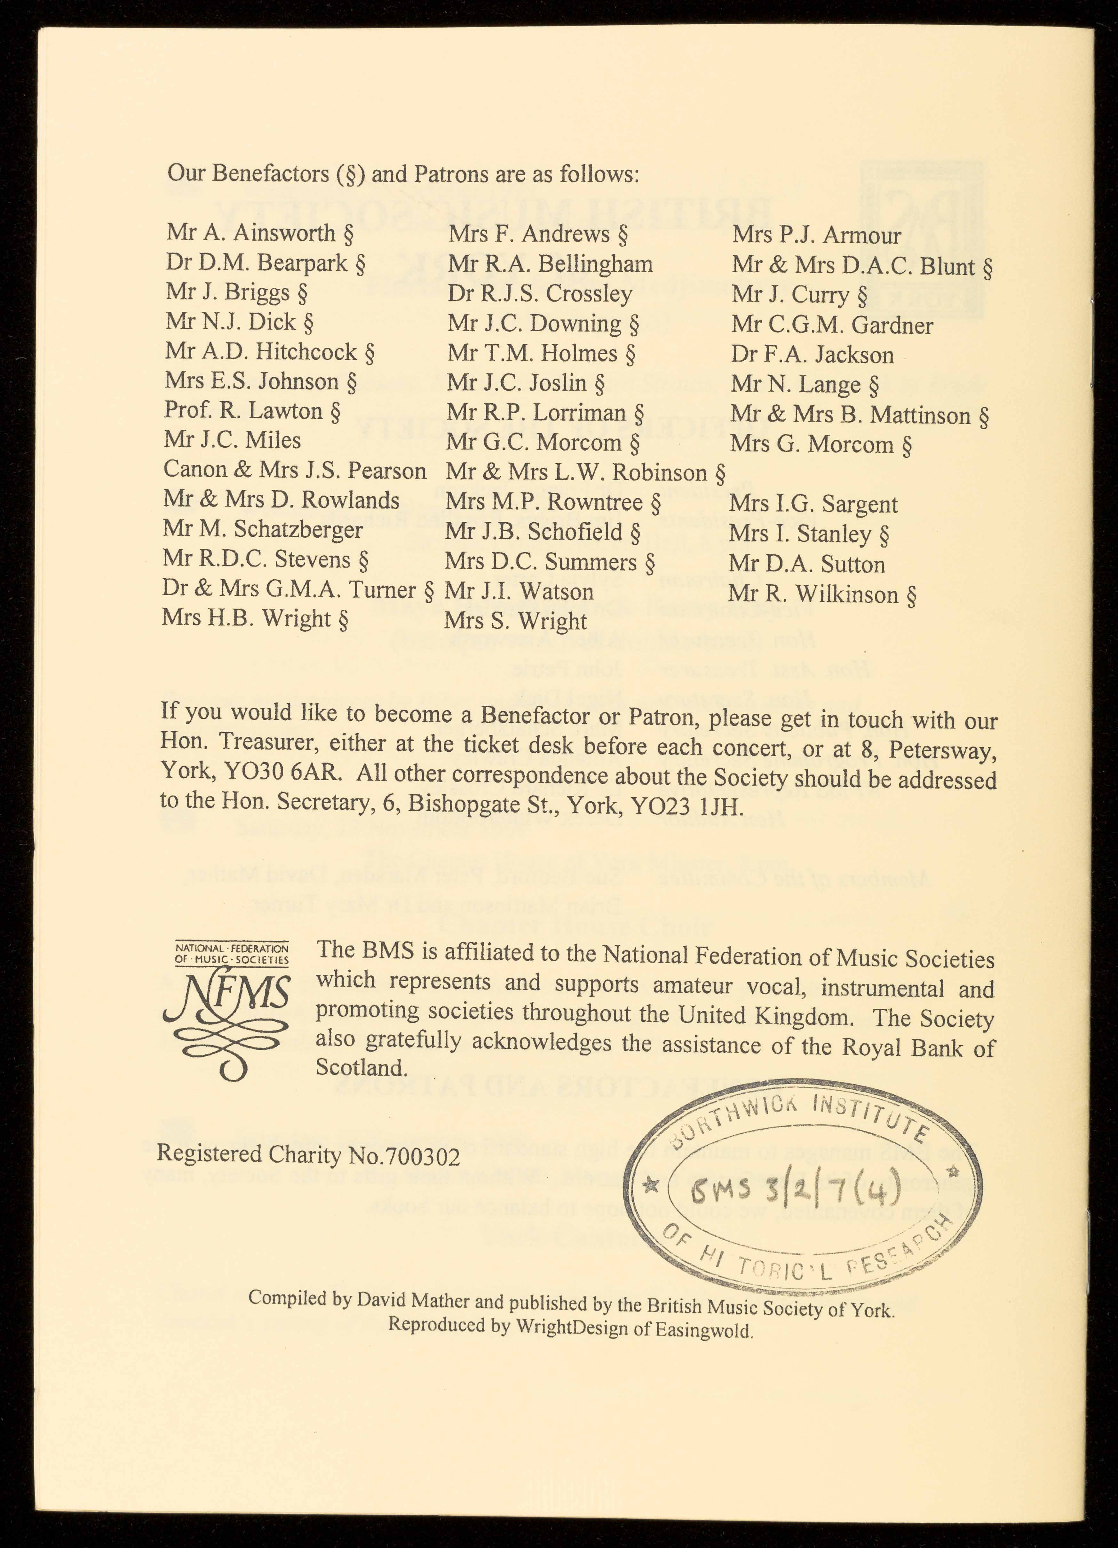 Our Benefactors (§) and Patrons are as follows:
Mr A. Ainsworth § Mrs F. Andrews § Mrs P.J. Armour
Dr D.M. Bearpark § Mr R.A. Bellingham Mr & Mrs D.A.C. Blunt §
Mr J. Briggs § Dr R.J.S. Crossley Mr J. Curry §
Mr N.J. Dick § Mr J.C. Downing § Mr C.G.M. Gardner
Mr A.D. Hitchcock § Mr T.M. Holmes § Dr F.A. Jackson
Mrs E.S. Johnson § Mr J.C. Joslin § Mr N. Lange §
Prof. R. Lawton § Mr R.P. Lorriman § Mr & Mrs B. Mattinson §
Mr J.C. Miles Mr G.C. Morcom § Mrs G. Morcom §
Canon & Mrs J.S. Pearson Mr & Mrs L.W. Robinson §
Mr & Mrs D. Rowlands Mrs M.P. Rowntree § Mrs I.G. Sargent
Mr M. Schatzberger Mr J.B. Schofield § Mrs I. Stanley §
Mr R.D.C. Stevens § Mrs D.C. Summers § Mr D.A. Sutton
Dr & Mrs G.M.A. Turner § Mr J.I. Watson Mr R. Wilkinson §
Mrs H.B. Wright § Mrs S. Wright
If you would like to become a Benefactor or Patron, please get in touch with our
Hon. Treasurer, either at the ticket desk before each concert, or at 8, Petersway,
York, YO30 6AR. All other correspondence about the Society should be addressed
to the Hon. Secretary, 6, Bishopgate St., York, YO23 1JH.
NATIONAL · FEDERATION
OF · MUSIC · SOCIETIES
NFMS
The BMS is affiliated to the National Federation of Music Societies
which represents and supports amateur vocal, instrumental and
promoting societies throughout the United Kingdom. The Society
also gratefully acknowledges the assistance of the Royal Bank of
Scotland.
Registered Charity No.700302
BORTHWICK INSTITUTE
BMS 3/2/7(4)
OF HI TORIC'L RESEARCH
Compiled by David Mather and published by the British Music Society of York.
Reproduced by WrightDesign of Easingwold.